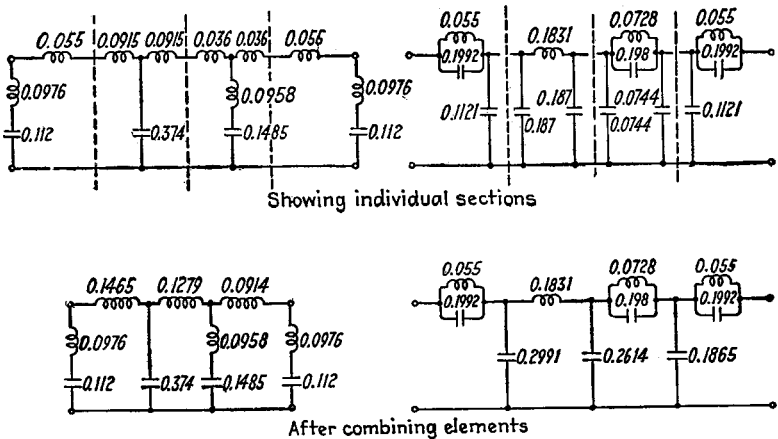 0.055 0.0915 0.0915 0.036 0.036 0.055
0.0976 0.0958 0.0976
0.112 0.374 0.1485 0.112
0.055 0.1831 0.0728 0.055
0.1992 0.198 0.1992
0.1121 0.187 0.0744 0.1121
0.187 0.0744
Showing individual sections
0.1465 0.1279 0.0914
0.0976 0.0958 0.0976
0.112 0.374 0.1485 0.112
0.055 0.1831 0.0728 0.055
0.1992 0.198 0.1992
0.2991 0.2614 0.1865
After combining elements